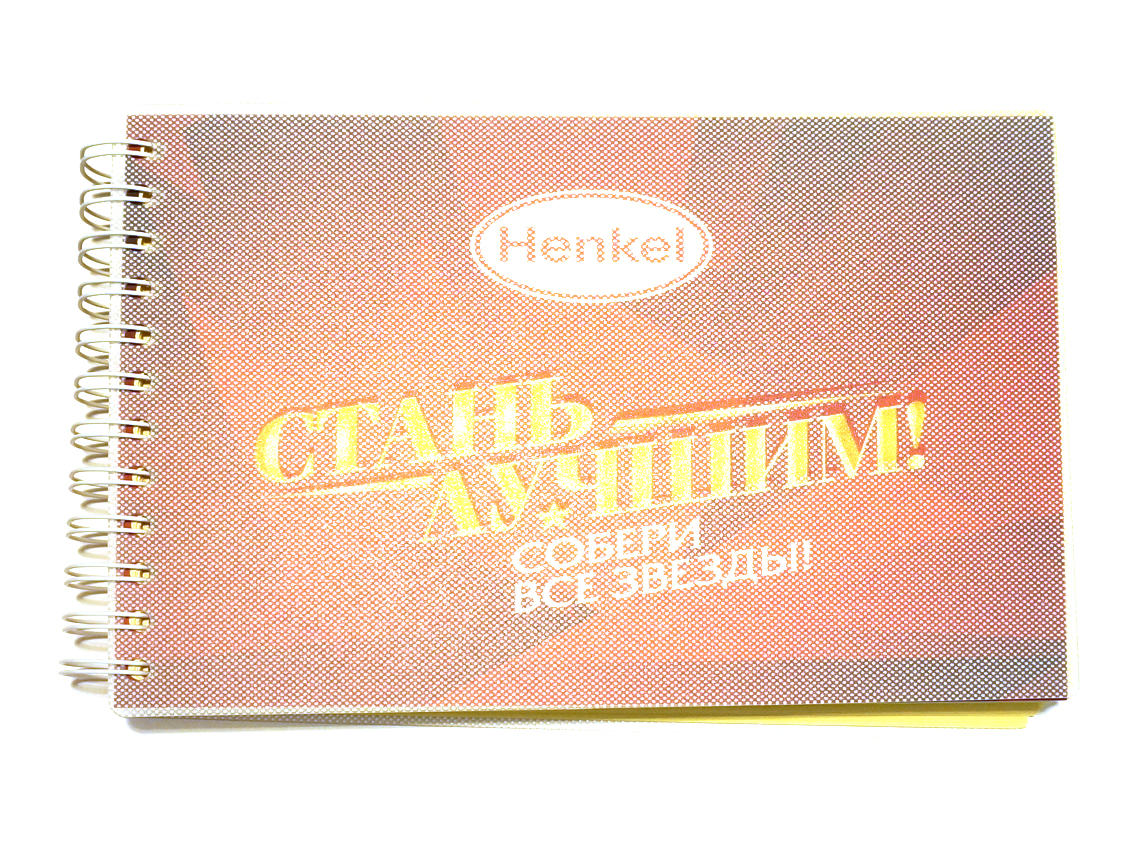 Henkel
СТАНЬ
ЛУЧШИМ!
СОБЕРИ
ВСЕ ЗВЕЗДЫ!